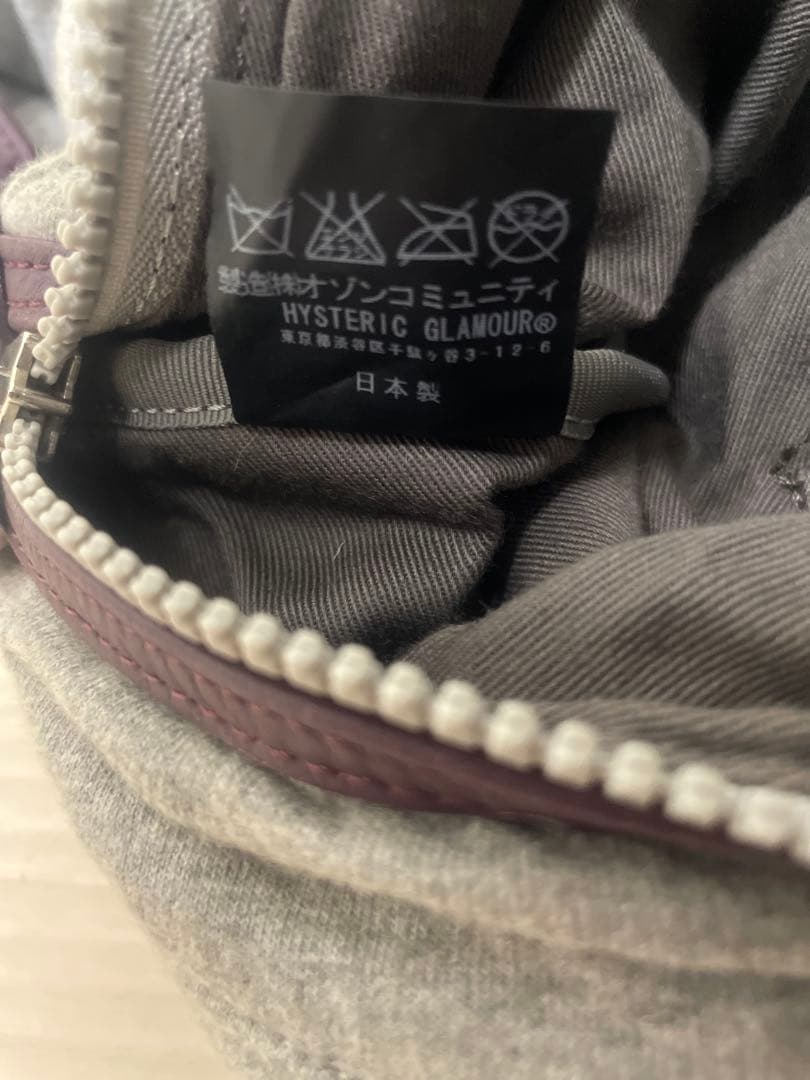 ㈱オゾンコミュニティ
HYSTERIC GLAMOUR®
東京都渋谷区千駄ヶ谷3-12-6
日本製